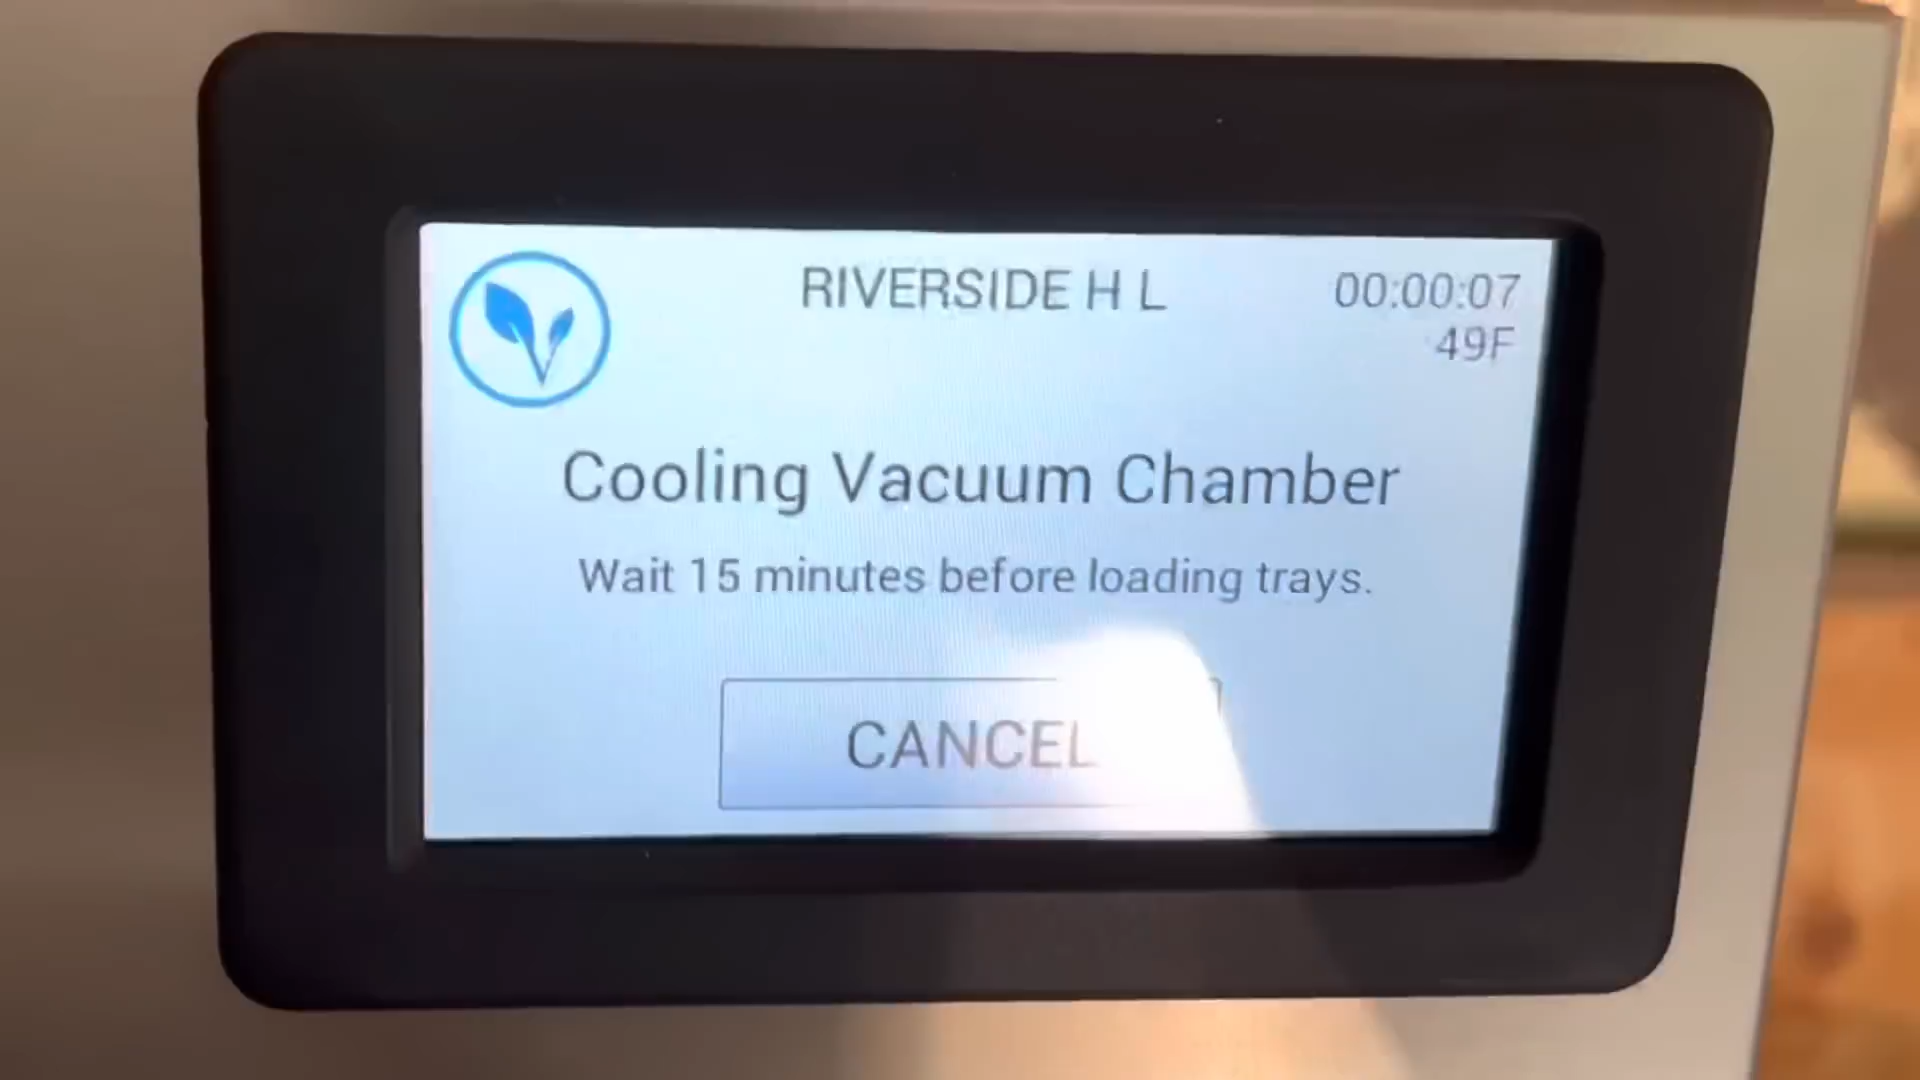 RIVERSIDE H L
00:00:07
49F
Cooling Vacuum Chamber
Wait 15 minutes before loading trays.
CANCEL